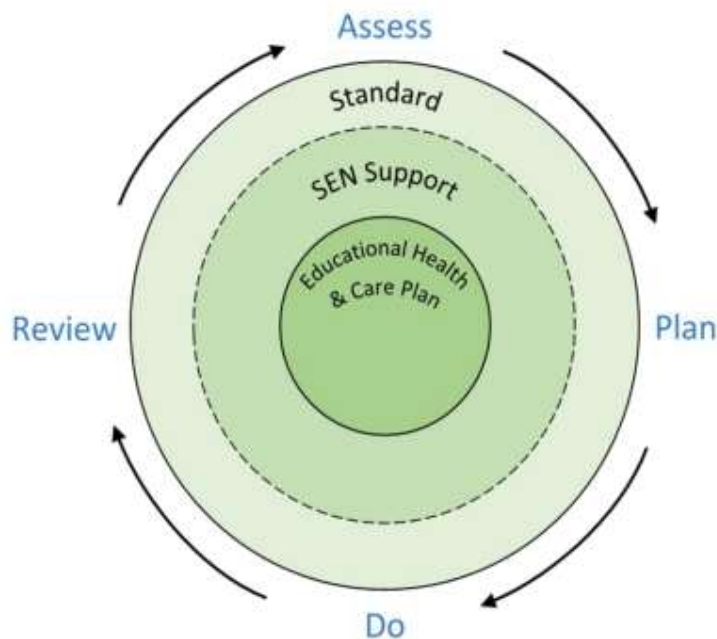 Assess
Standard
SEN Support
Educational Health
& Care Plan
Review
Plan
Do